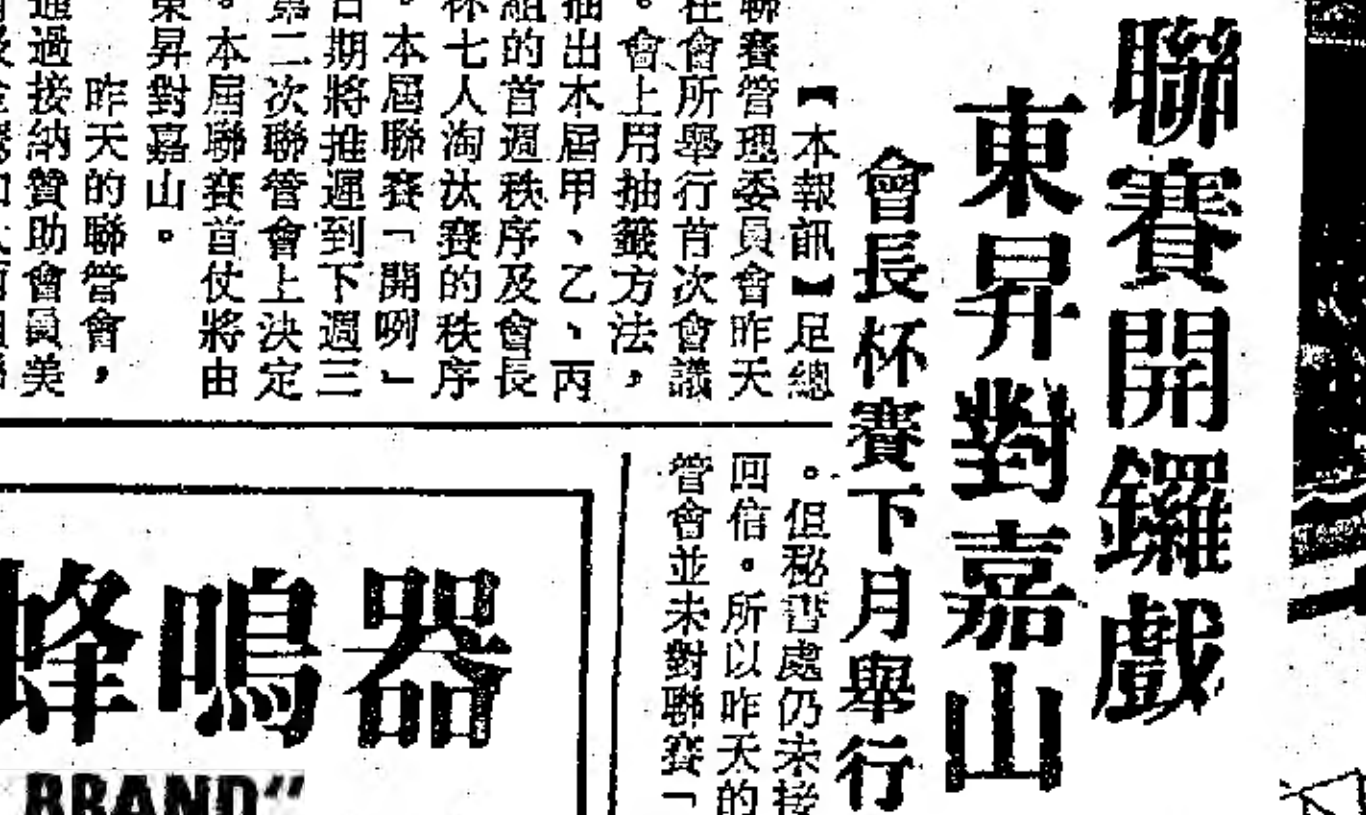 聯賽開鑼戲
東昇對嘉山
會長杯賽下月舉行
【本報訊】足總
聯賽管理委員會昨天
在會所舉行首次會議
。會上用抽籤方法,
抽出本屆甲、乙、丙
組的首週秩序及會長
杯七人淘汰賽的秩序
。本屆聯賽「開咧」
日期將推遲到下週三
第二次聯管會上決定
。本屆聯賽首仗將由
東昇對嘉山。
昨天的聯管會,
通過接納贊助會員美
。但秘書處仍未接
回信。所以昨天的
管會並未對聯賽「
蜂鳴器
BRAND"